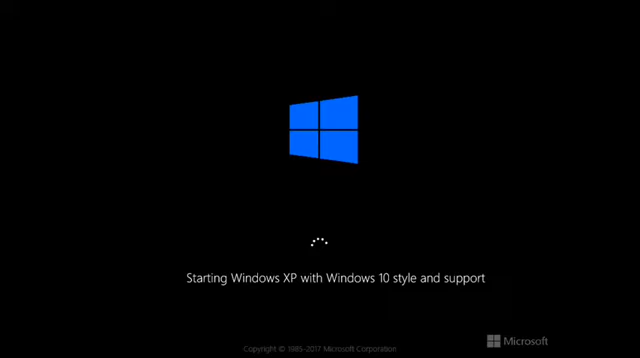 Starting Windows XP with Windows 10 style and support
Copyright © 1985-2017 Microsoft Corporation
Microsoft